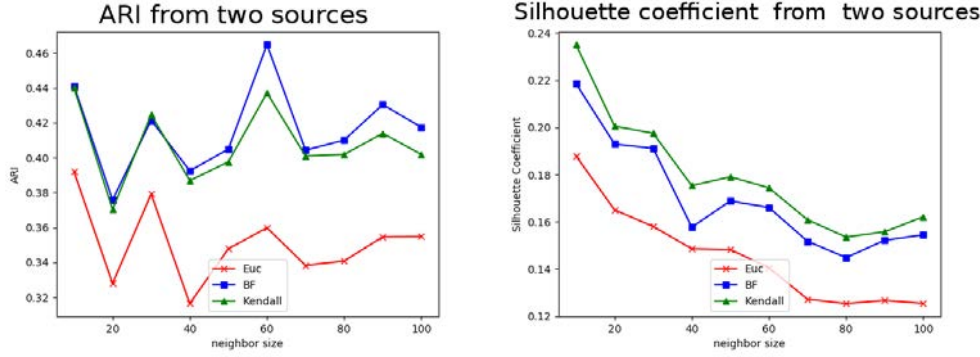 ARI from two sources
0.46
0.44
0.42
0.40
0.38
0.36
0.34
0.32
ARI
Euc
BF
Kendall
20 40 60 80 100
neighbor size
Silhouette coefficient from two sources
0.24
0.22
0.20
0.18
0.16
0.14
0.12
Silhouette Coefficient
Euc
BF
Kendall
20 40 60 80 100
neighbor size